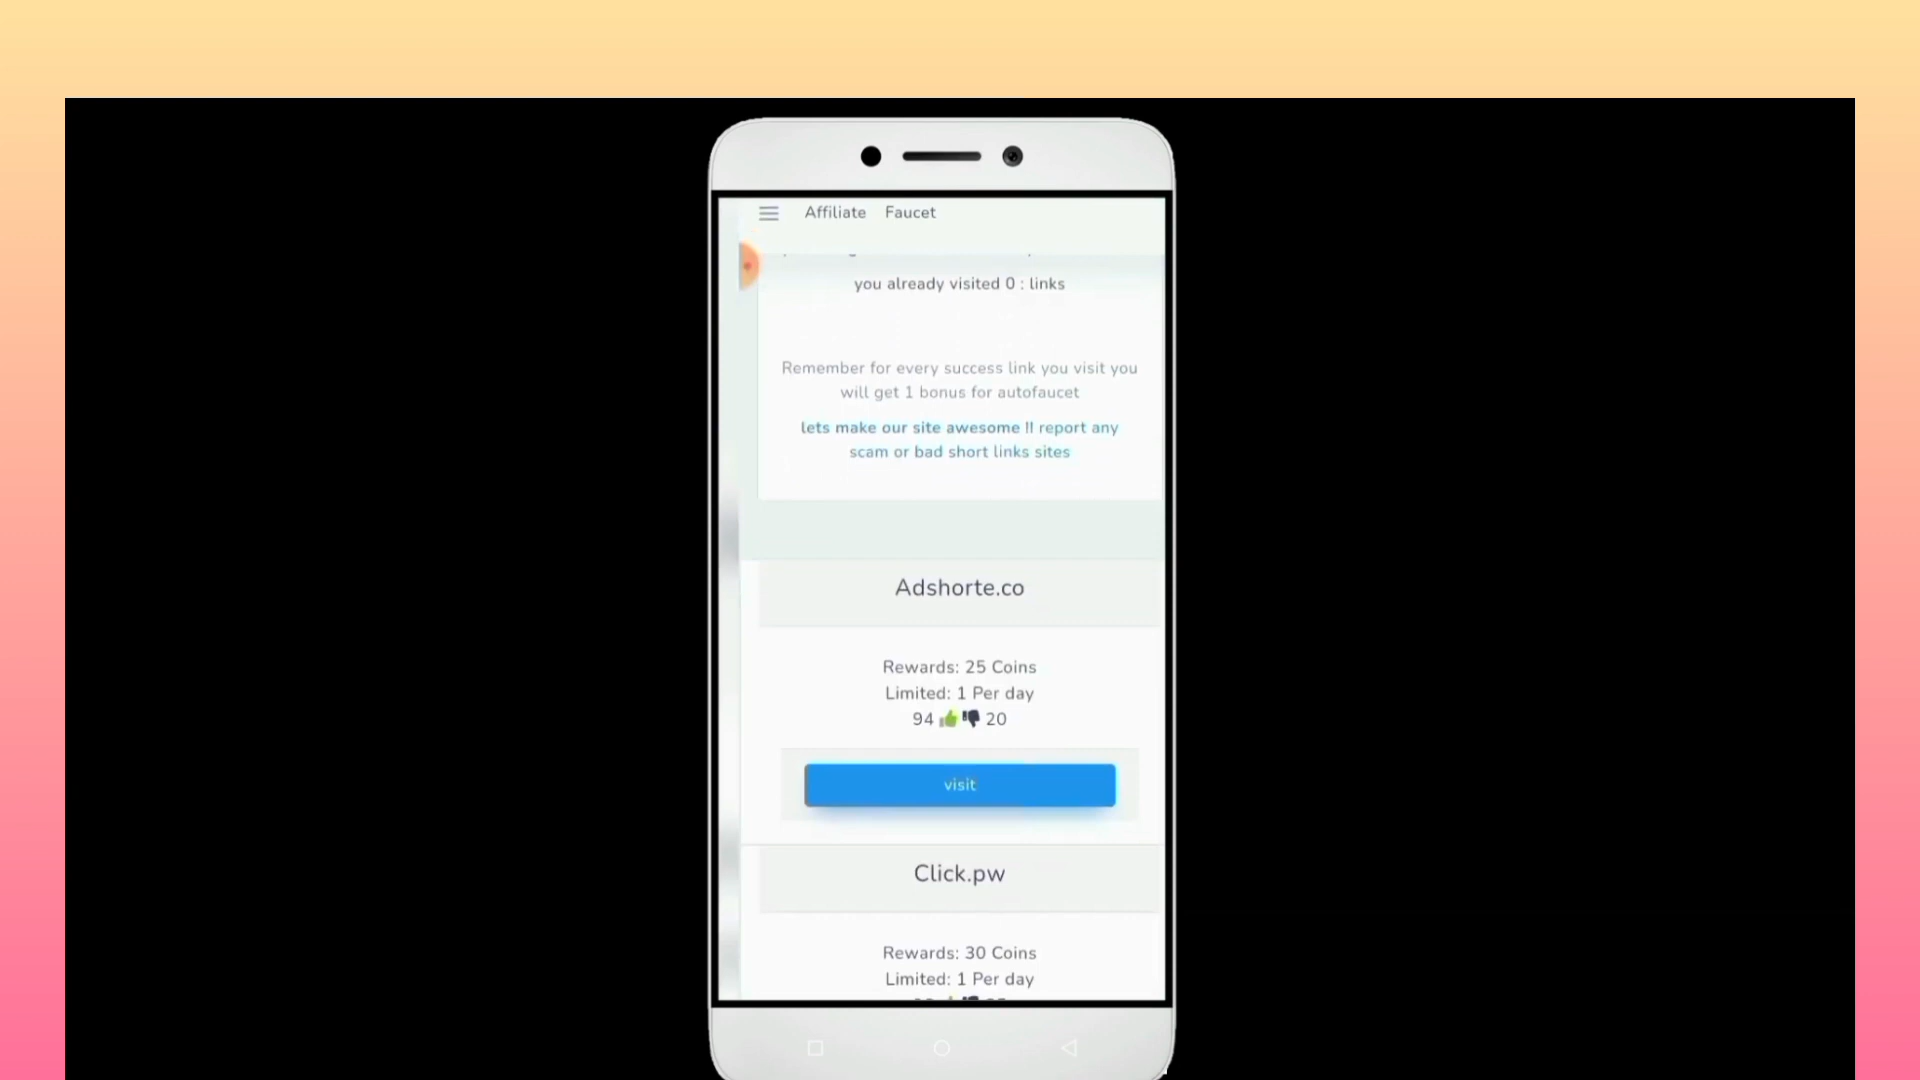 Affiliate Faucet
you already visited 0 : links
Remember for every success link you visit you
will get 1 bonus for autofaucet
lets make our site awesome !! report any
scam or bad short links sites
Adshorte.co
Rewards: 25 Coins
Limited: 1 Per day
94 20
visit
Click.pw
Rewards: 30 Coins
Limited: 1 Per day